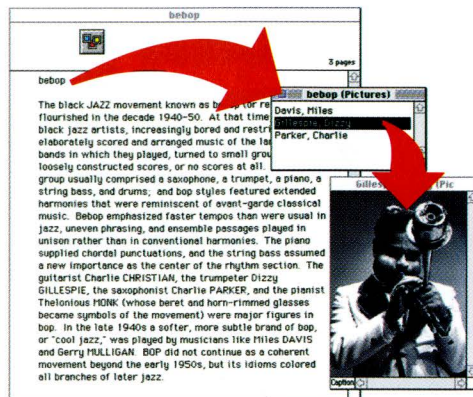 bebop
3 pages
bebop
The black JAZZ movement known as b op (or re
flourished in the decade 1940-50. At that time
black jazz artists, increasingly bored and restri
elaborately scored and arranged music of the lar
bands in which they played, turned to small grou
loosely constructed scores, or no scores at all.
group usually comprised a saxophone, a trumpet, a piano, a
string bass, and drums; and bop styles featured extended
harmonies that were reminiscent of avant-garde classical
music. Bebop emphasized faster tempos than were usual in
jazz, uneven phrasing, and ensemble passages played in
unison rather than in conventional harmonies. The piano
supplied chordal punctuations, and the string bass assumed
a new importance as the center of the rhythm section. The
guitarist Charlie CHRISTIAN, the trumpeter Dizzy
GILLESPIE, the saxophonist Charlie PARKER, and the pianist
Thelonious MONK (whose beret and horn-rimmed glasses
became symbols of the movement) were major figures in
bop. In the late 1940s a softer, more subtle brand of bop,
or "cool jazz," was played by musicians like Miles DAVIS
and Gerry MULLIGAN. BOP did not continue as a coherent
movement beyond the early 1950s, but its idioms colored
all branches of later jazz.
bebop (Pictures)
Davis, Miles
Gillespie, Dizzy
Parker, Charlie
Gilles (Pic
Caption